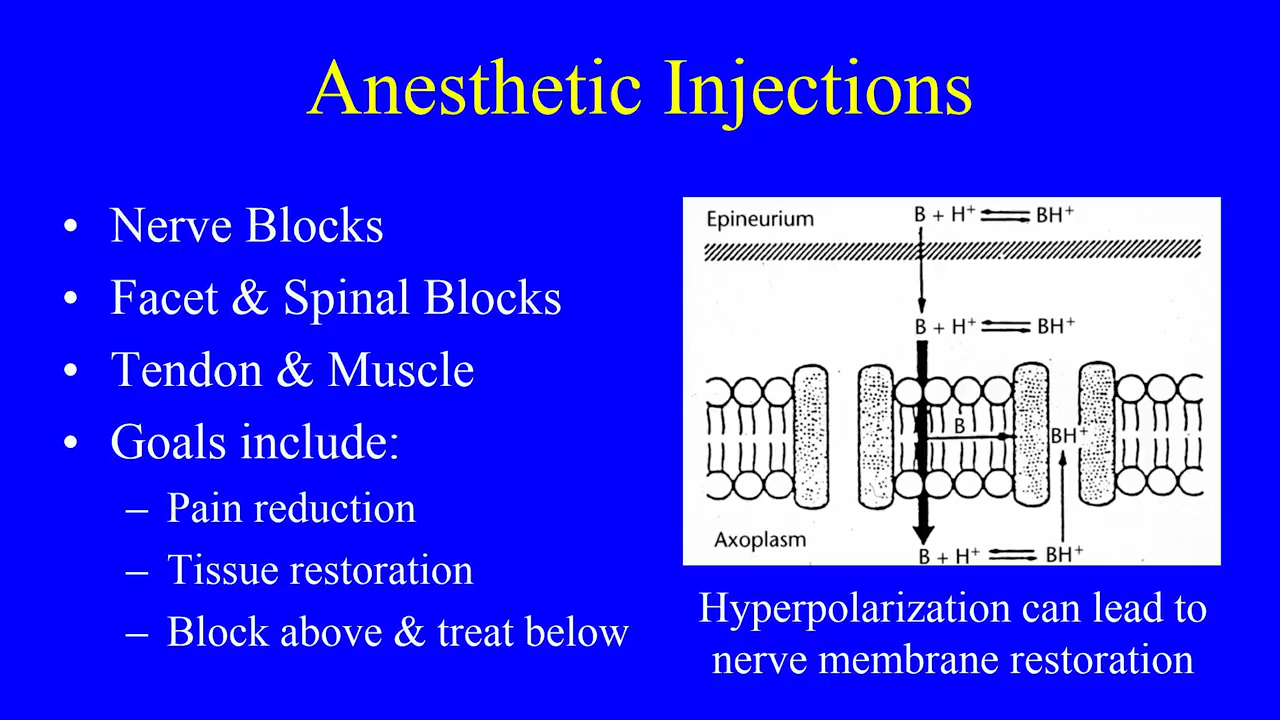 Anesthetic Injections
• Nerve Blocks
• Facet & Spinal Blocks
• Tendon & Muscle
• Goals include:
– Pain reduction
– Tissue restoration
– Block above & treat below
Epineurium
B + H⁺ ⇌ BH⁺
B + H⁺ ⇌ BH⁺
B
BH⁺
Axoplasm
B + H⁺ ⇌ BH⁺
Hyperpolarization can lead to
nerve membrane restoration